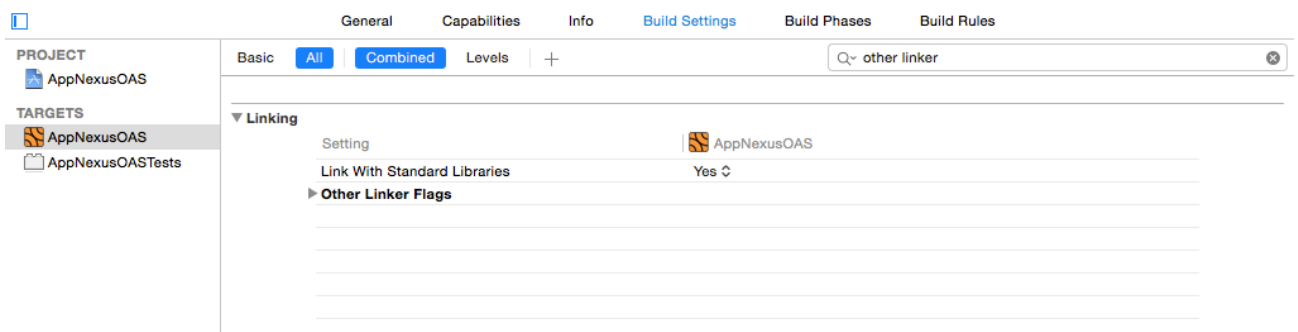 General Capabilities Info Build Settings Build Phases Build Rules
PROJECT
AppNexusOAS
TARGETS
AppNexusOAS
AppNexusOASTests
Basic All Combined Levels + other linker
Linking
Setting AppNexusOAS
Link With Standard Libraries Yes
Other Linker Flags